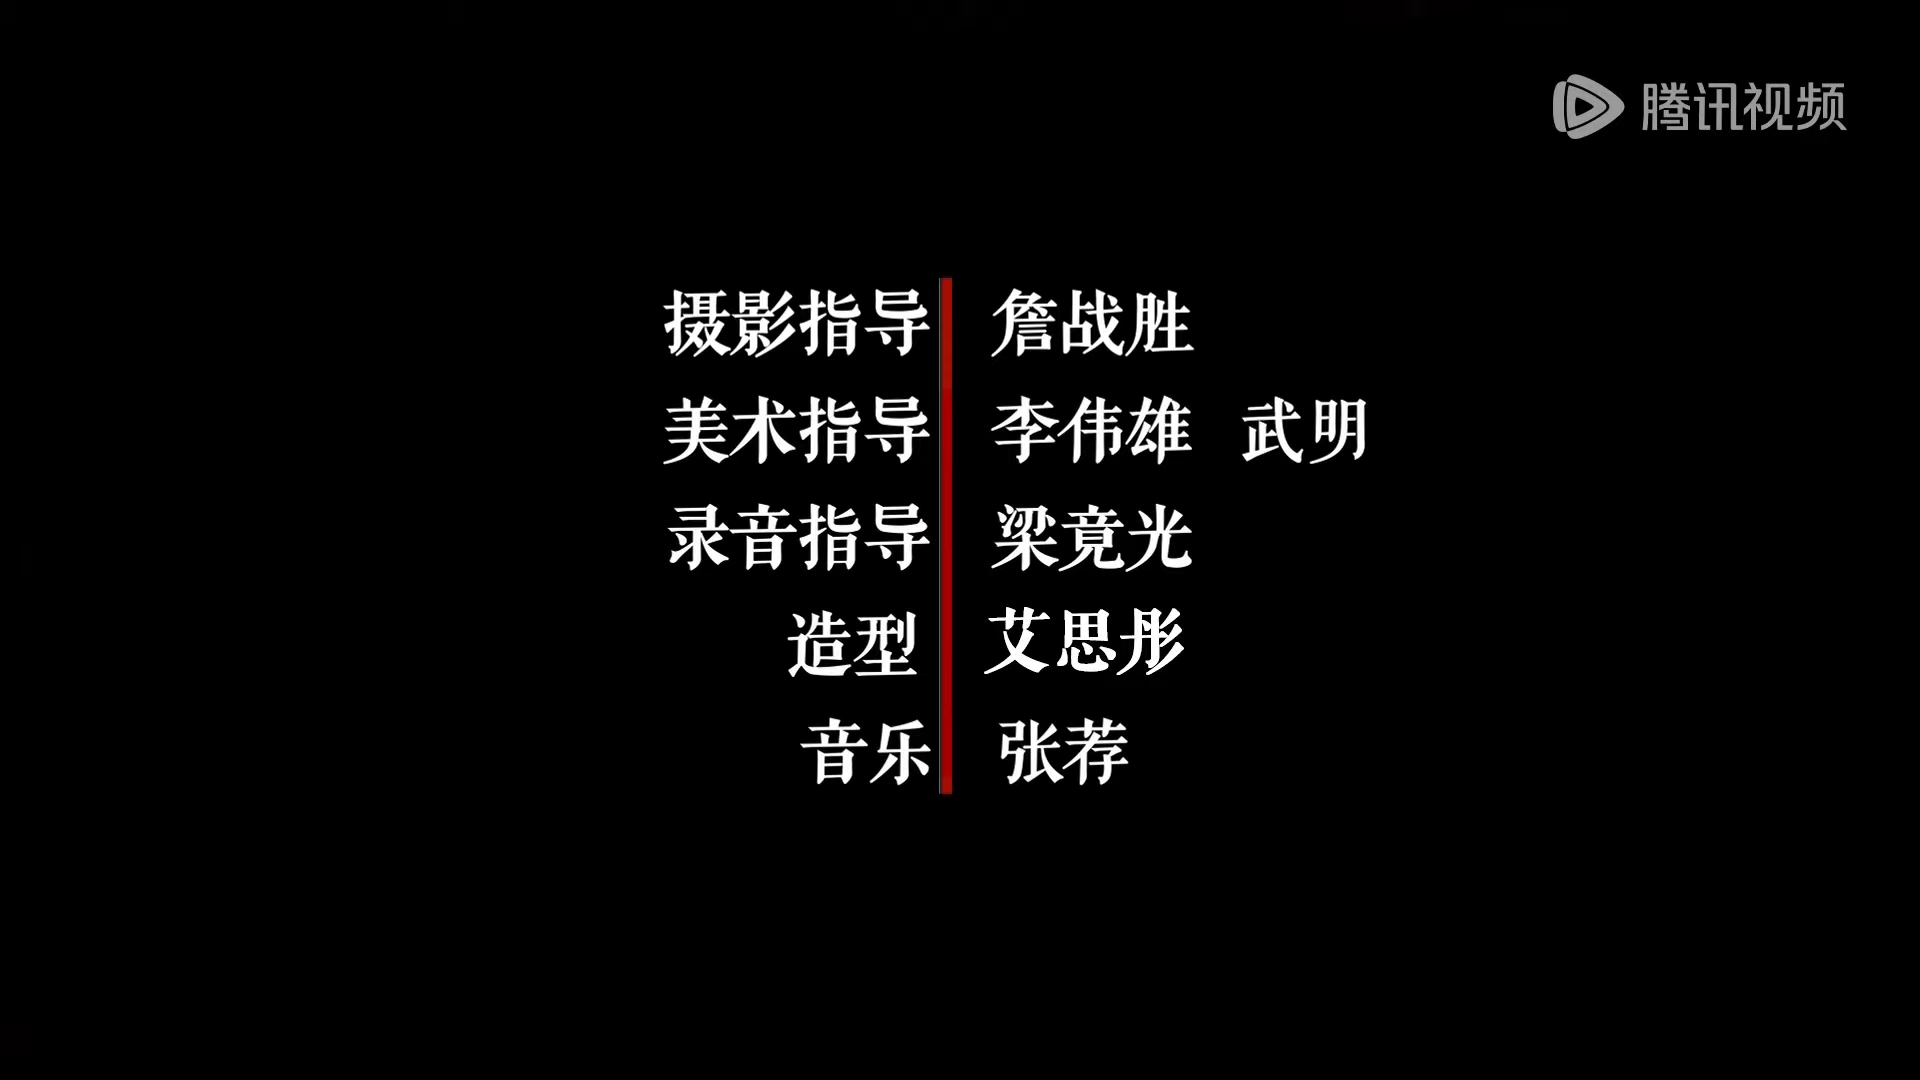 腾讯视频
摄影指导 詹战胜
美术指导 李伟雄 武明
录音指导 梁竟光
造型 艾思彤
音乐 张荐